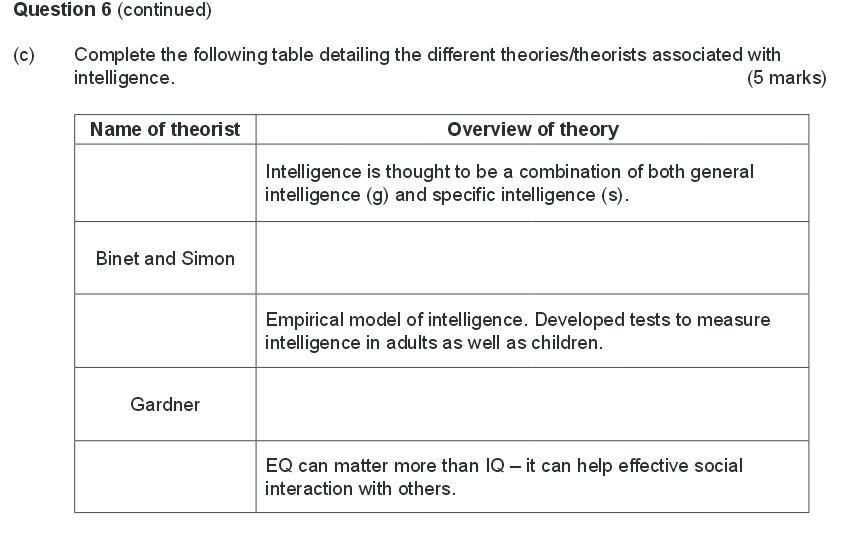 Question 6 (continued)
(c) Complete the following table detailing the different theories/theorists associated with
intelligence. (5 marks)
Name of theorist Overview of theory
Intelligence is thought to be a combination of both general
intelligence (g) and specific intelligence (s).
Binet and Simon
Empirical model of intelligence. Developed tests to measure
intelligence in adults as well as children.
Gardner
EQ can matter more than IQ – it can help effective social
interaction with others.